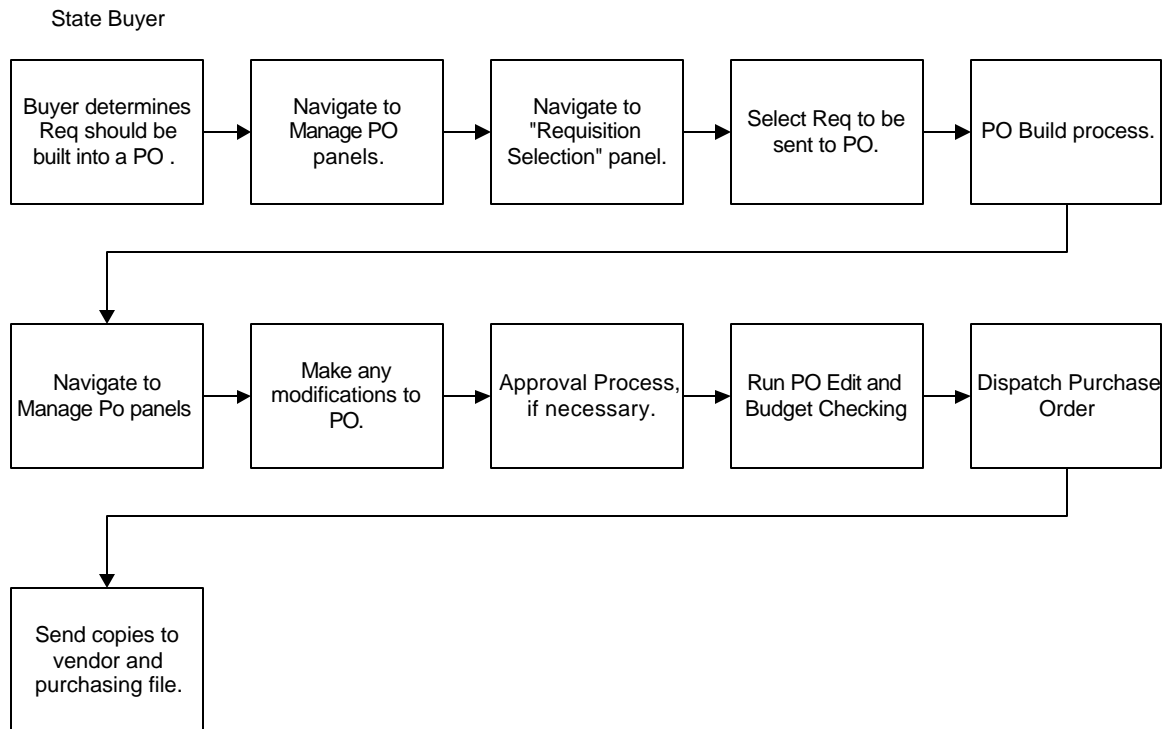 State Buyer
Buyer determines
Req should be
built into a PO .
Navigate to
Manage PO
panels.
Navigate to
"Requisition
Selection" panel.
Select Req to be
sent to PO.
PO Build process.
Navigate to
Manage Po panels
Make any
modifications to
PO.
Approval Process,
if necessary.
Run PO Edit and
Budget Checking
Dispatch Purchase
Order
Send copies to
vendor and
purchasing file.